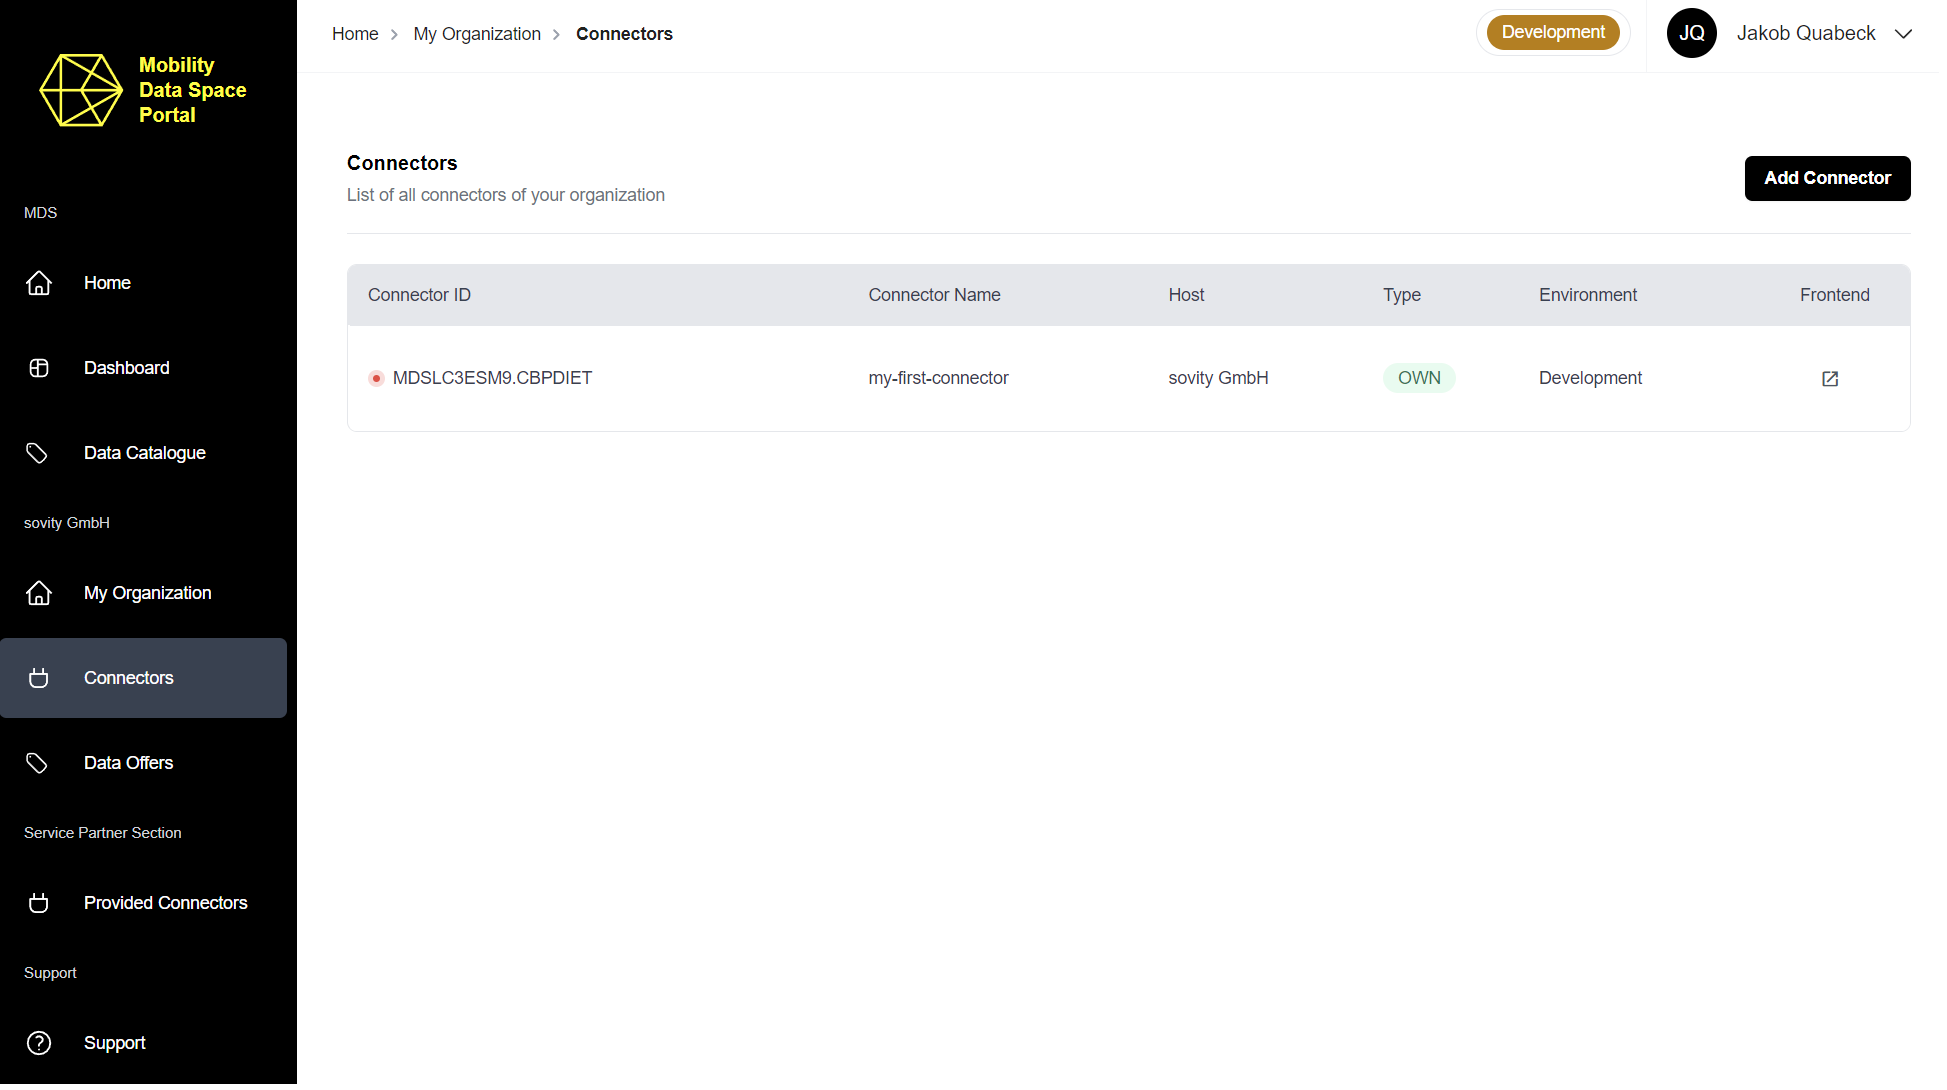 Mobility
Data Space
Portal
MDS
Home
Dashboard
Data Catalogue
sovity GmbH
My Organization
Connectors
Data Offers
Service Partner Section
Provided Connectors
Support
Support
Home > My Organization > Connectors
Development
JQ Jakob Quabeck
Connectors
List of all connectors of your organization
Add Connector
Connector ID Connector Name Host Type Environment Frontend
MDSLC3ESM9.CBPDIET my-first-connector sovity GmbH OWN Development